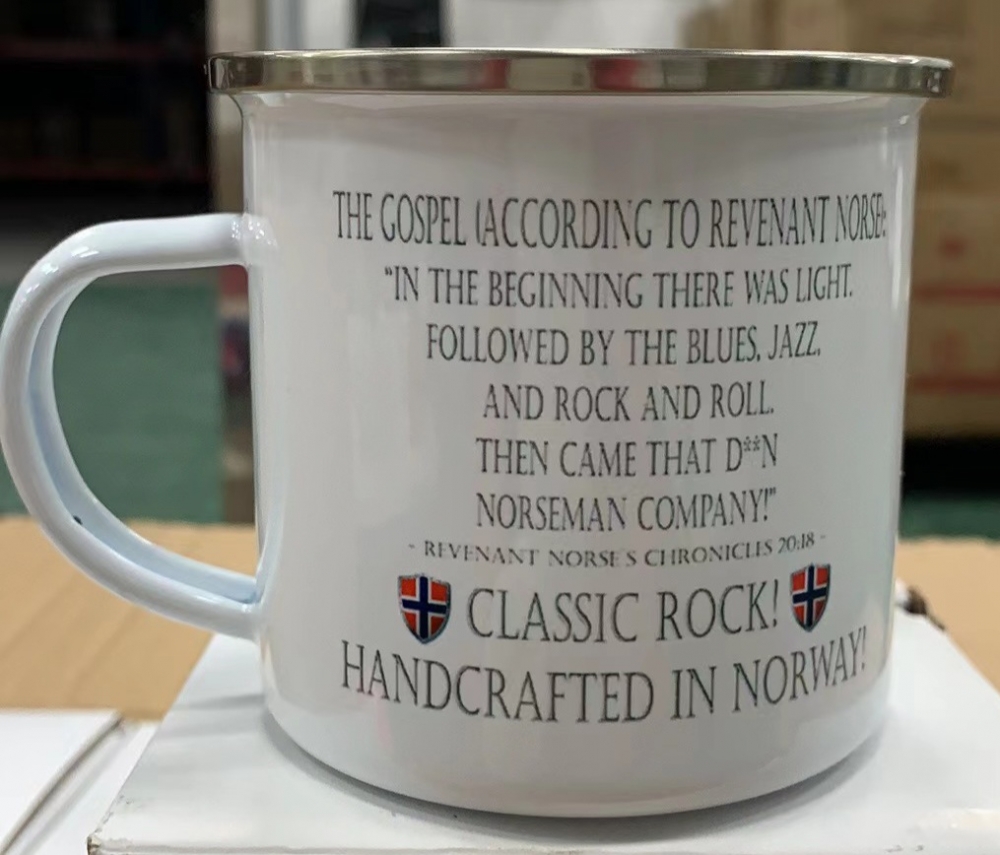 THE GOSPEL (ACCORDING TO REVENANT NORSE):
"IN THE BEGINNING THERE WAS LIGHT.
FOLLOWED BY THE BLUES, JAZZ,
AND ROCK AND ROLL.
THEN CAME THAT D**N
NORSEMAN COMPANY!"
- REVENANT NORSE'S CHRONICLES 20:18 -
CLASSIC ROCK!
HANDCRAFTED IN NORWAY!